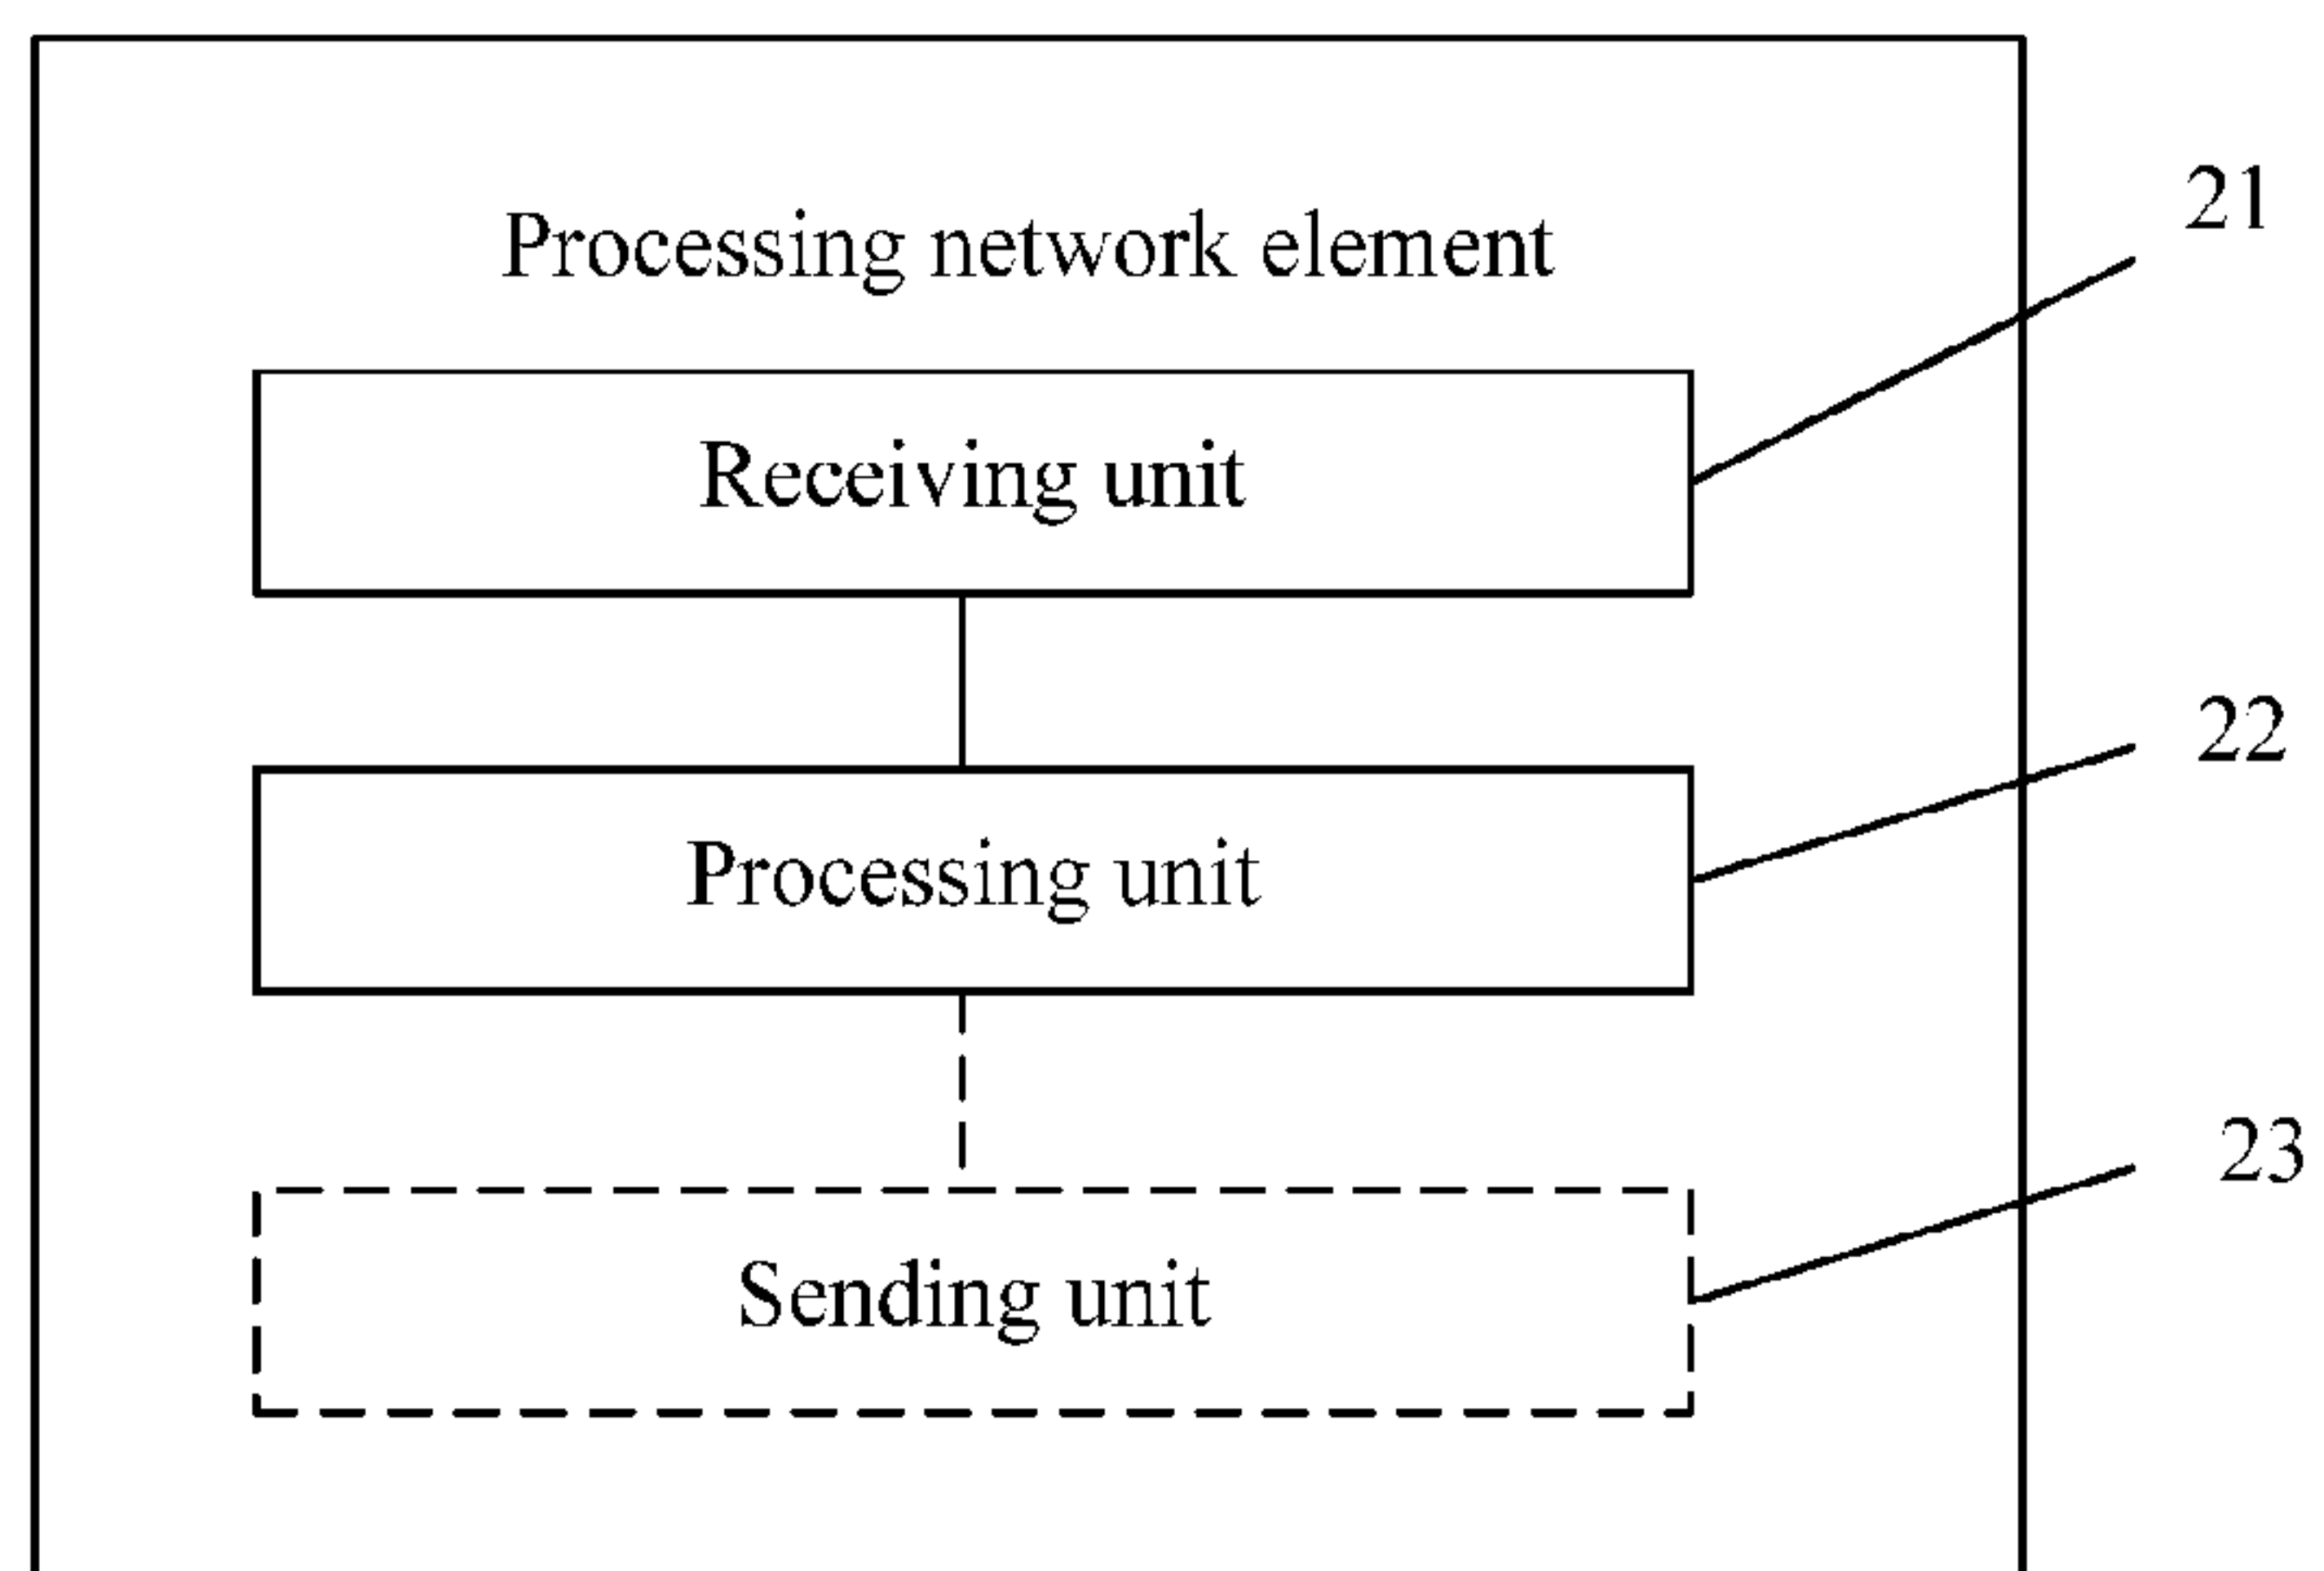 Processing network element
21
Receiving unit
22
Processing unit
23
Sending unit